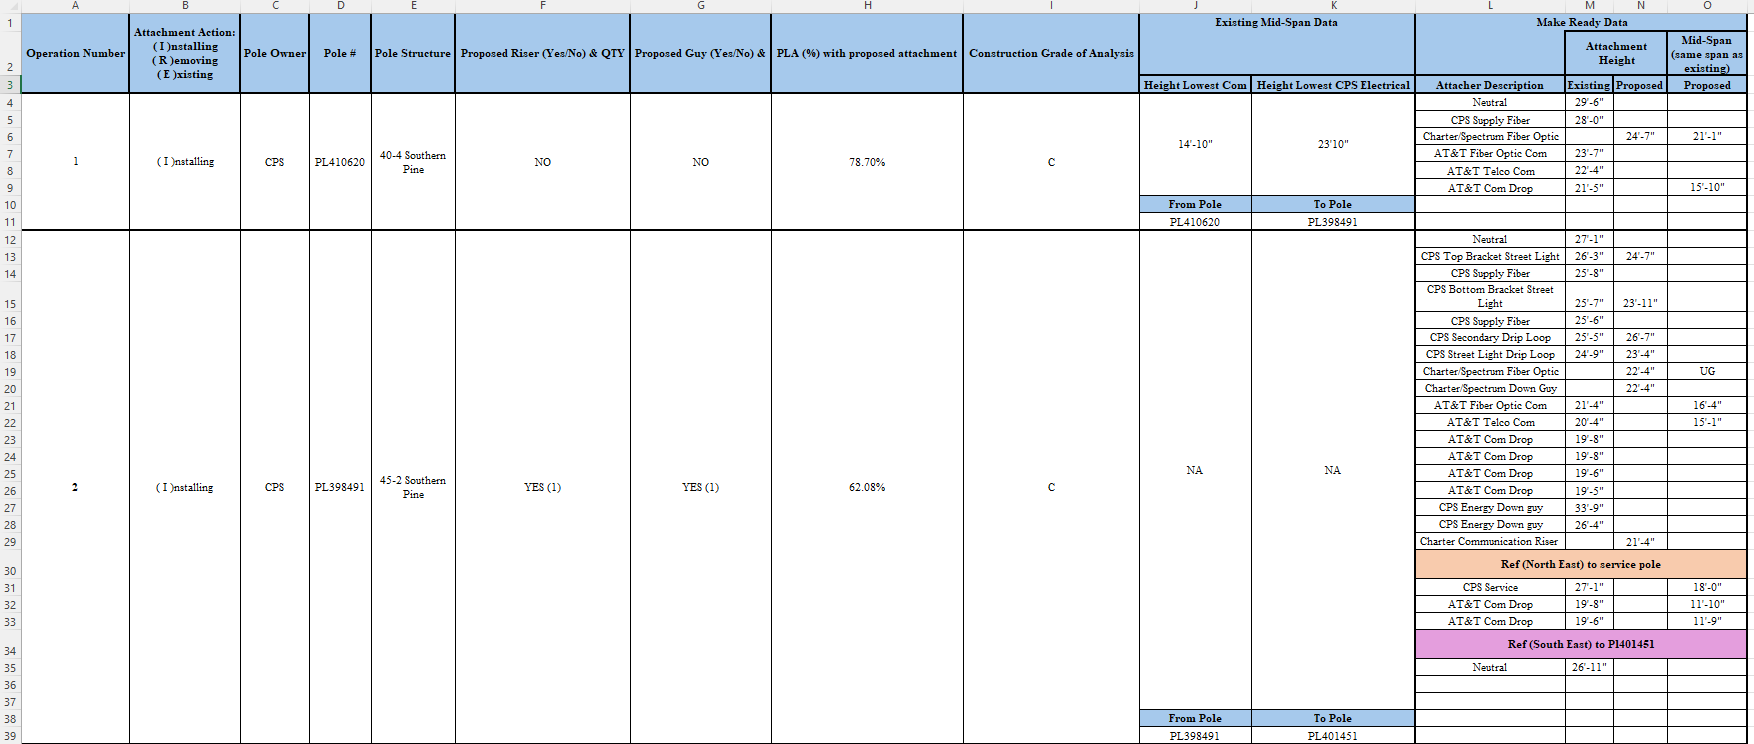 A B C D E F G H I J K L M N O
1 Existing Mid-Span Data Make Ready Data
2 Operation Number Attachment Action: Pole Owner Pole # Pole Structure Proposed Riser (Yes/No) & QTY Proposed Guy (Yes/No) & PLA (%) with proposed attachment Construction Grade of Analysis Attachment Height Mid-Span
( I )nstalling (same span as
( R )emoving existing)
( E )xisting
3 Height Lowest Com Height Lowest CPS Electrical Attacher Description Existing Proposed Proposed
4 Neutral 29'-6"
5 CPS Supply Fiber 28'-0"
6 Charter/Spectrum Fiber Optic 24'-7" 21'-1"
14'-10" 23'10"
7 AT&T Fiber Optic Com 23'-7"
1 ( I )nstalling CPS PL410620 40-4 Southern Pine NO NO 78.70% C
8 AT&T Telco Com 22'-4"
9 AT&T Com Drop 21'-5" 15'-10"
10 From Pole To Pole
11 PL410620 PL398491
12 Neutral 27'-1"
13 CPS Top Bracket Street Light 26'-3" 24'-7"
14 CPS Supply Fiber 25'-8"
15 CPS Bottom Bracket Street Light 25'-7" 23'-11"
16 CPS Supply Fiber 25'-6"
17 CPS Secondary Drip Loop 25'-5" 26'-7"
18 CPS Street Light Drip Loop 24'-9" 23'-4"
19 Charter/Spectrum Fiber Optic 22'-4" UG
20 Charter/Spectrum Down Guy 22'-4"
21 AT&T Fiber Optic Com 21'-4" 16'-4"
22 AT&T Telco Com 20'-4" 15'-1"
23 AT&T Com Drop 19'-8"
24 AT&T Com Drop 19'-8"
NA NA
25 AT&T Com Drop 19'-6"
2 ( I )nstalling CPS PL398491 45-2 Southern Pine YES (1) YES (1) 62.08% C
26 AT&T Com Drop 19'-5"
27 CPS Energy Down guy 33'-9"
28 CPS Energy Down guy 26'-4"
29 Charter Communication Riser 21'-4"
30 Ref (North East) to service pole
31 CPS Service 27'-1" 18'-0"
32 AT&T Com Drop 19'-8" 11'-10"
33 AT&T Com Drop 19'-6" 11'-9"
34 Ref (South East) to Pl401451
35 Neutral 26'-11"
36
37
38 From Pole To Pole
39 PL398491 PL401451